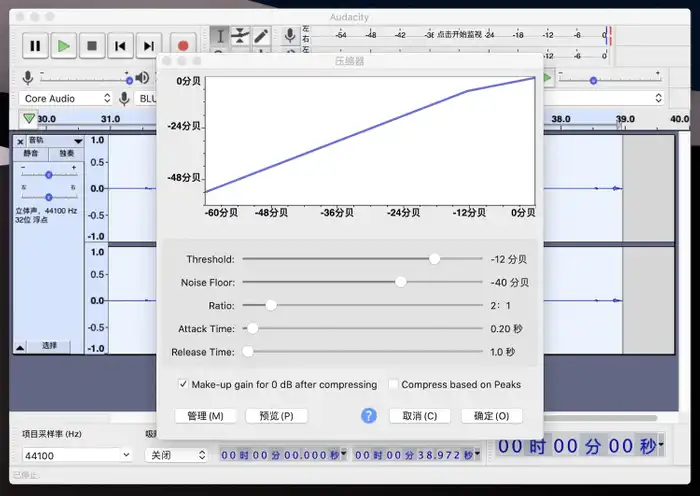 Audacity
左
右
-54 -48 -42 -36 点击开始监视 -18 -12 -6 0
-54 -48 -42 -36 -30 -24 -18 -12 -6 0
Core Audio
BLU
30.0 31.0 38.0 39.0 40.0
音轨
静音 独奏
- +
立体声，44100 Hz
32位 浮点
选择
1.0
0.5
0.0
-0.5
-1.0
1.0
0.5
0.0
-0.5
-1.0
压缩器
0分贝
-24分贝
-48分贝
-60分贝 -48分贝 -36分贝 -24分贝 -12分贝 0分贝
Threshold: -12 分贝
Noise Floor: -40 分贝
Ratio: 2：1
Attack Time: 0.20 秒
Release Time: 1.0 秒
Make-up gain for 0 dB after compressing Compress based on Peaks
管理 (M) 预览 (P) ? 取消 (C) 确定 (O)
项目采样率 (Hz)
44100 关闭
00 时 00 分 00.000 秒 00 时 00 分 38.972 秒
00 时 00 分 00 秒
已停止.